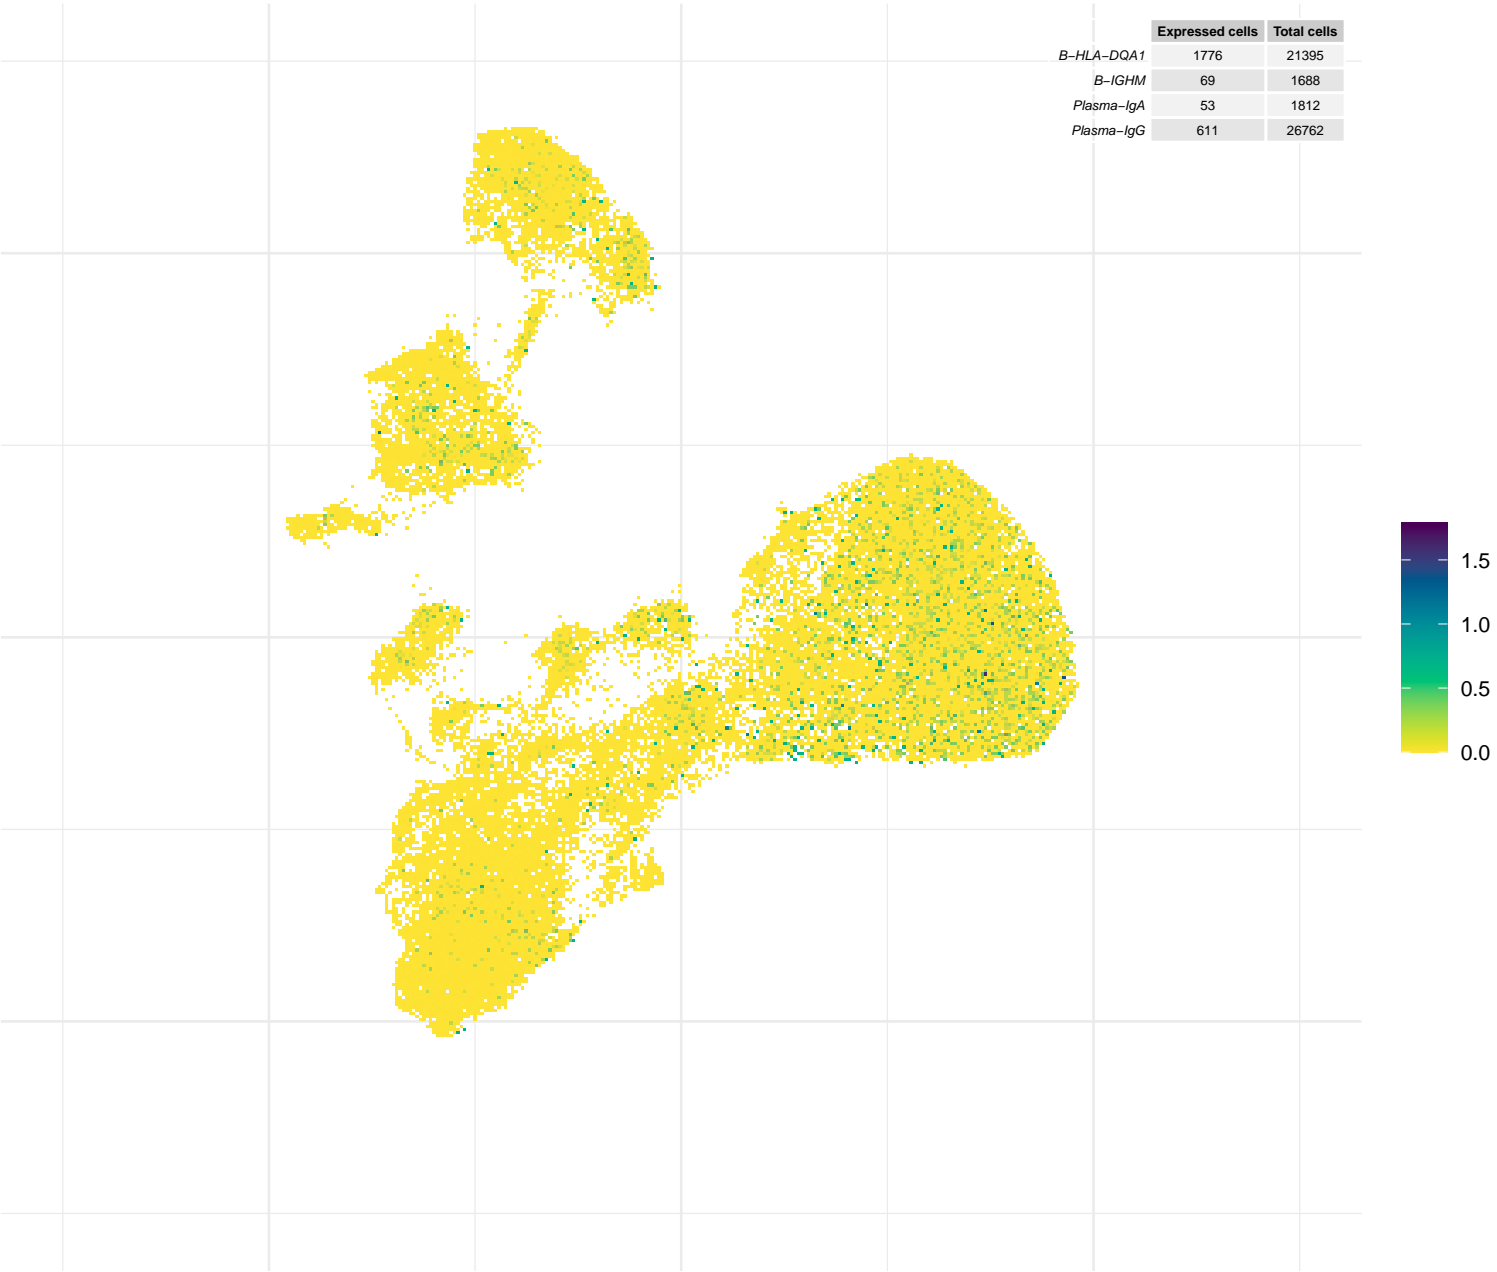 Expressed cells Total cells
B−HLA−DQA1 1776 21395
B−IGHM 69 1688
Plasma−IgA 53 1812
Plasma−IgG 611 26762
1.5
1.0
0.5
0.0